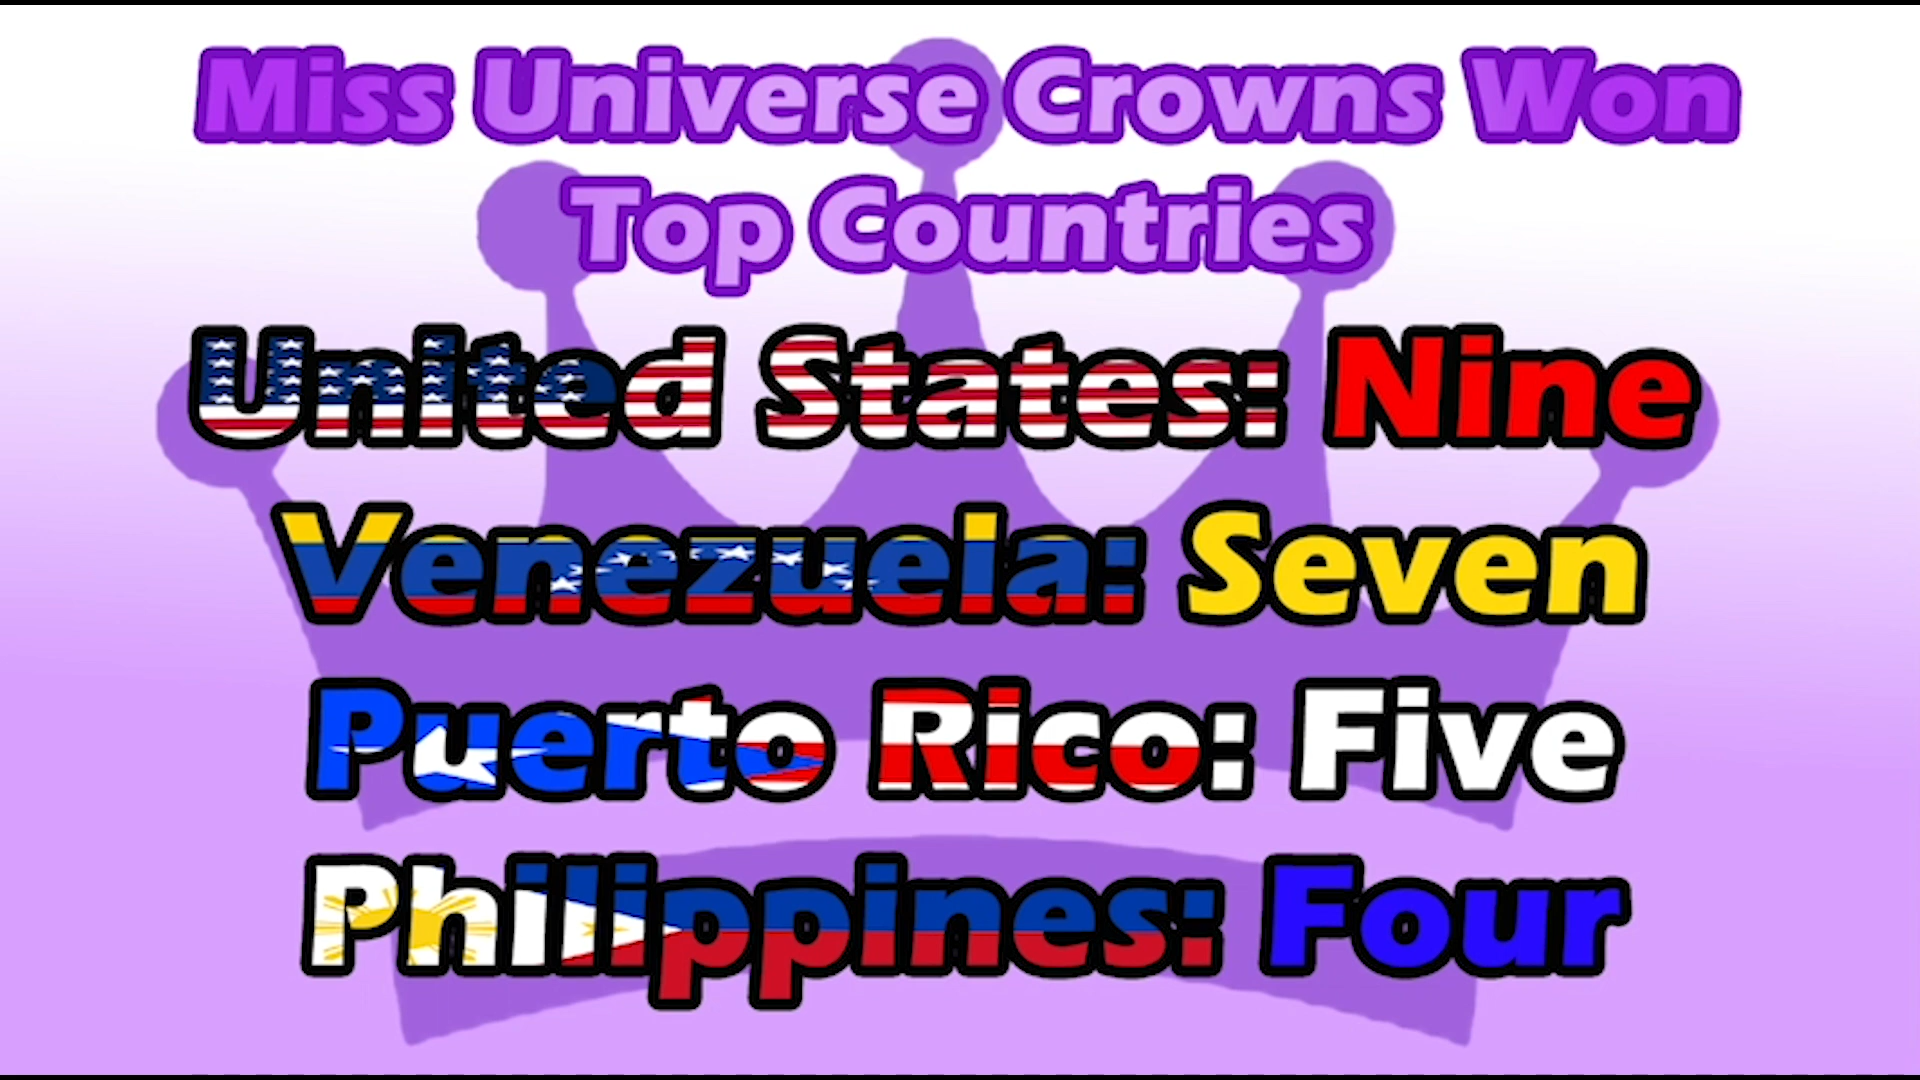 Miss Universe Crowns Won
Top Countries
United States: Nine
Venezuela: Seven
Puerto Rico: Five
Philippines: Four